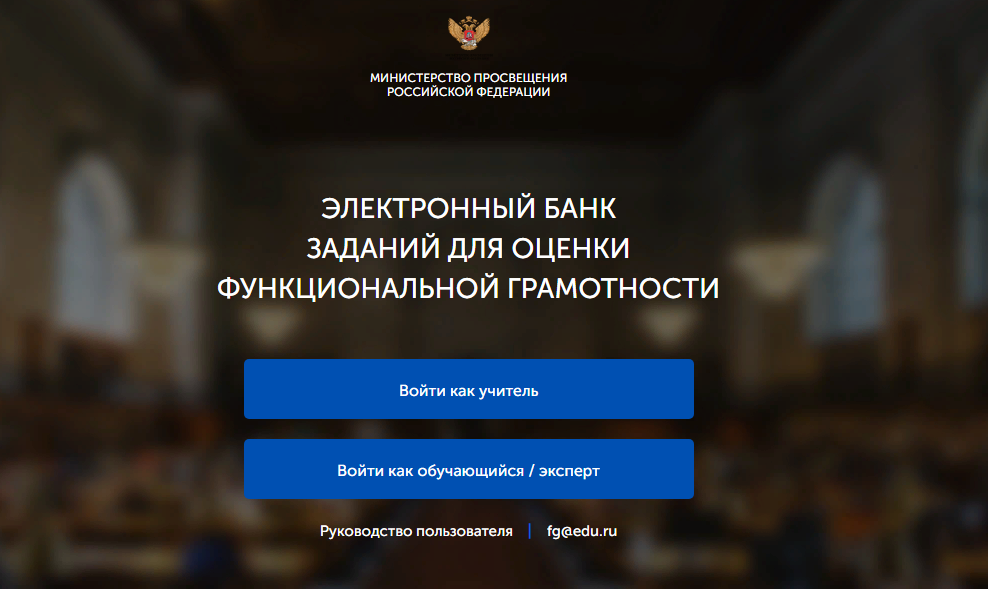 МИНИСТЕРСТВО ПРОСВЕЩЕНИЯ
РОССИЙСКОЙ ФЕДЕРАЦИИ
ЭЛЕКТРОННЫЙ БАНК
ЗАДАНИЙ ДЛЯ ОЦЕНКИ
ФУНКЦИОНАЛЬНОЙ ГРАМОТНОСТИ
Войти как учитель
Войти как обучающийся / эксперт
Руководство пользователя | fg@edu.ru